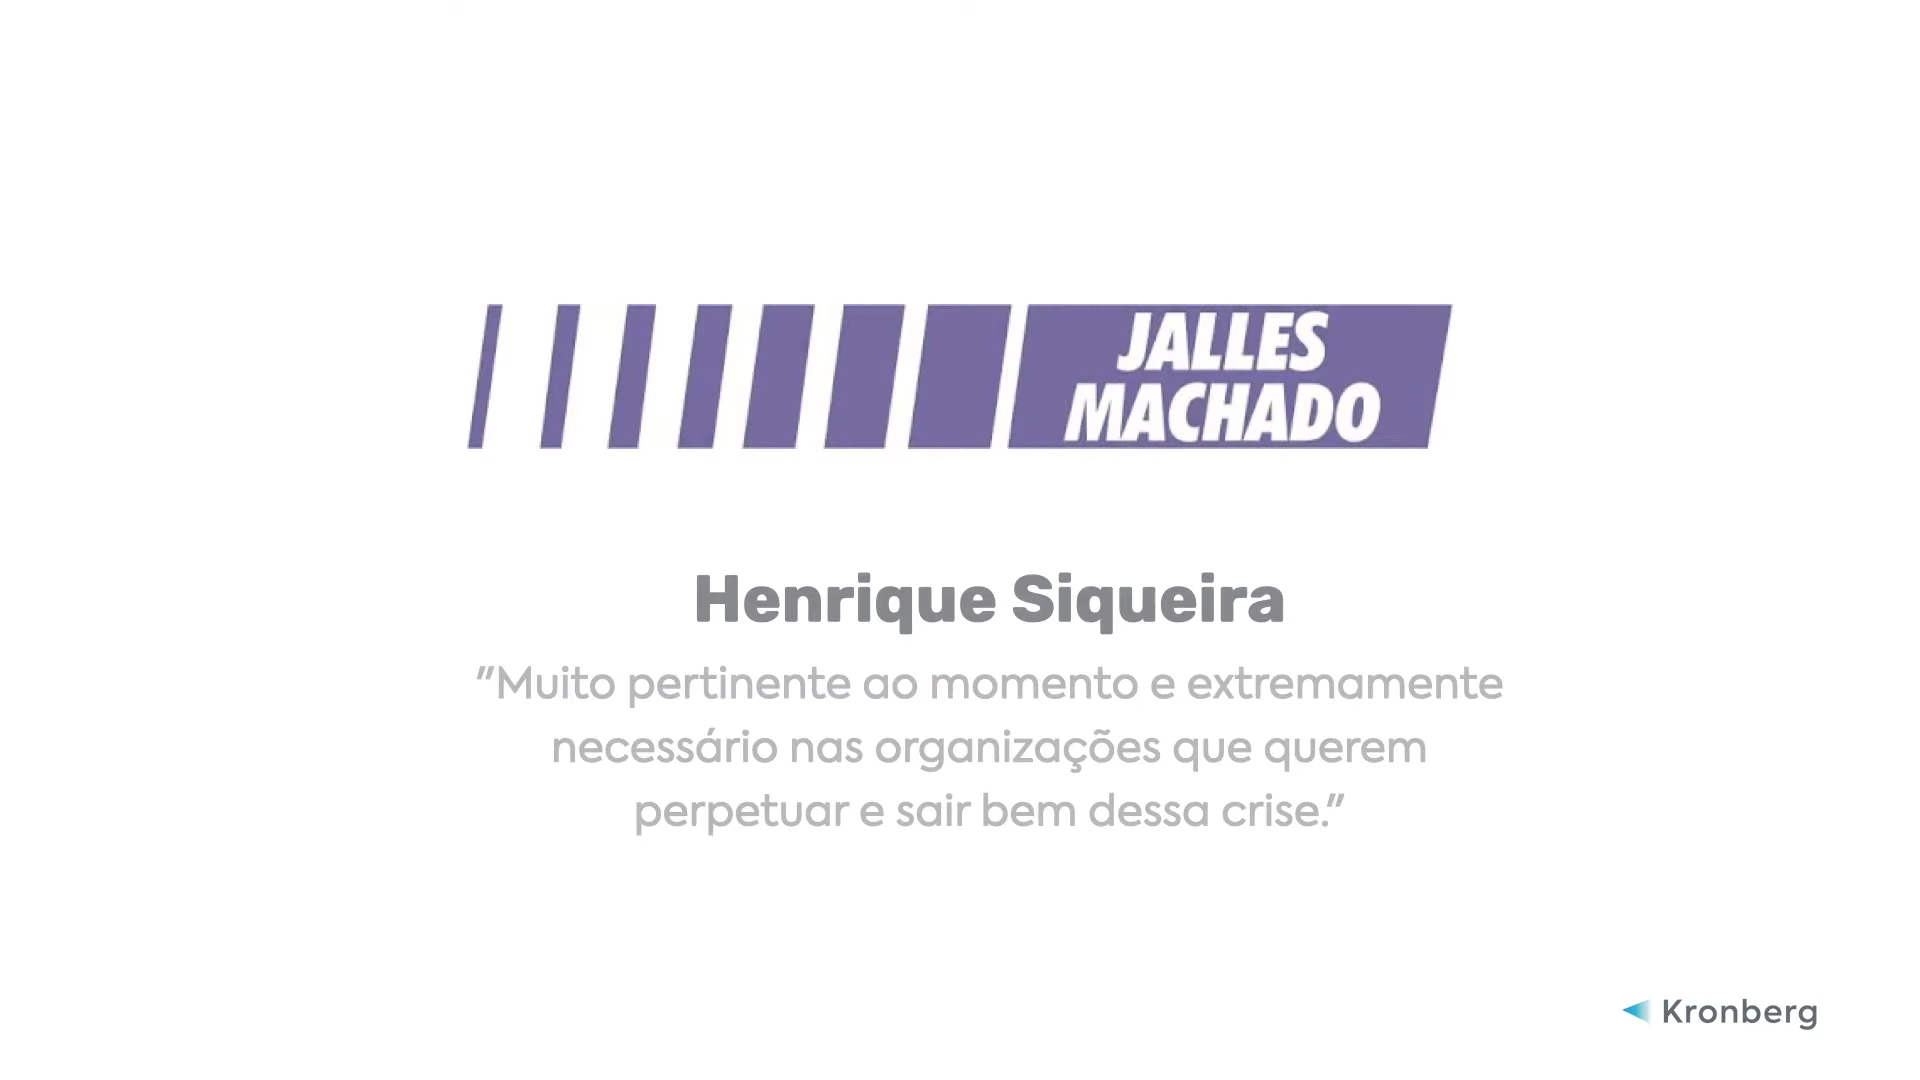 JALLES
MACHADO
Henrique Siqueira
"Muito pertinente ao momento e extremamente
necessário nas organizações que querem
perpetuar e sair bem dessa crise."
Kronberg